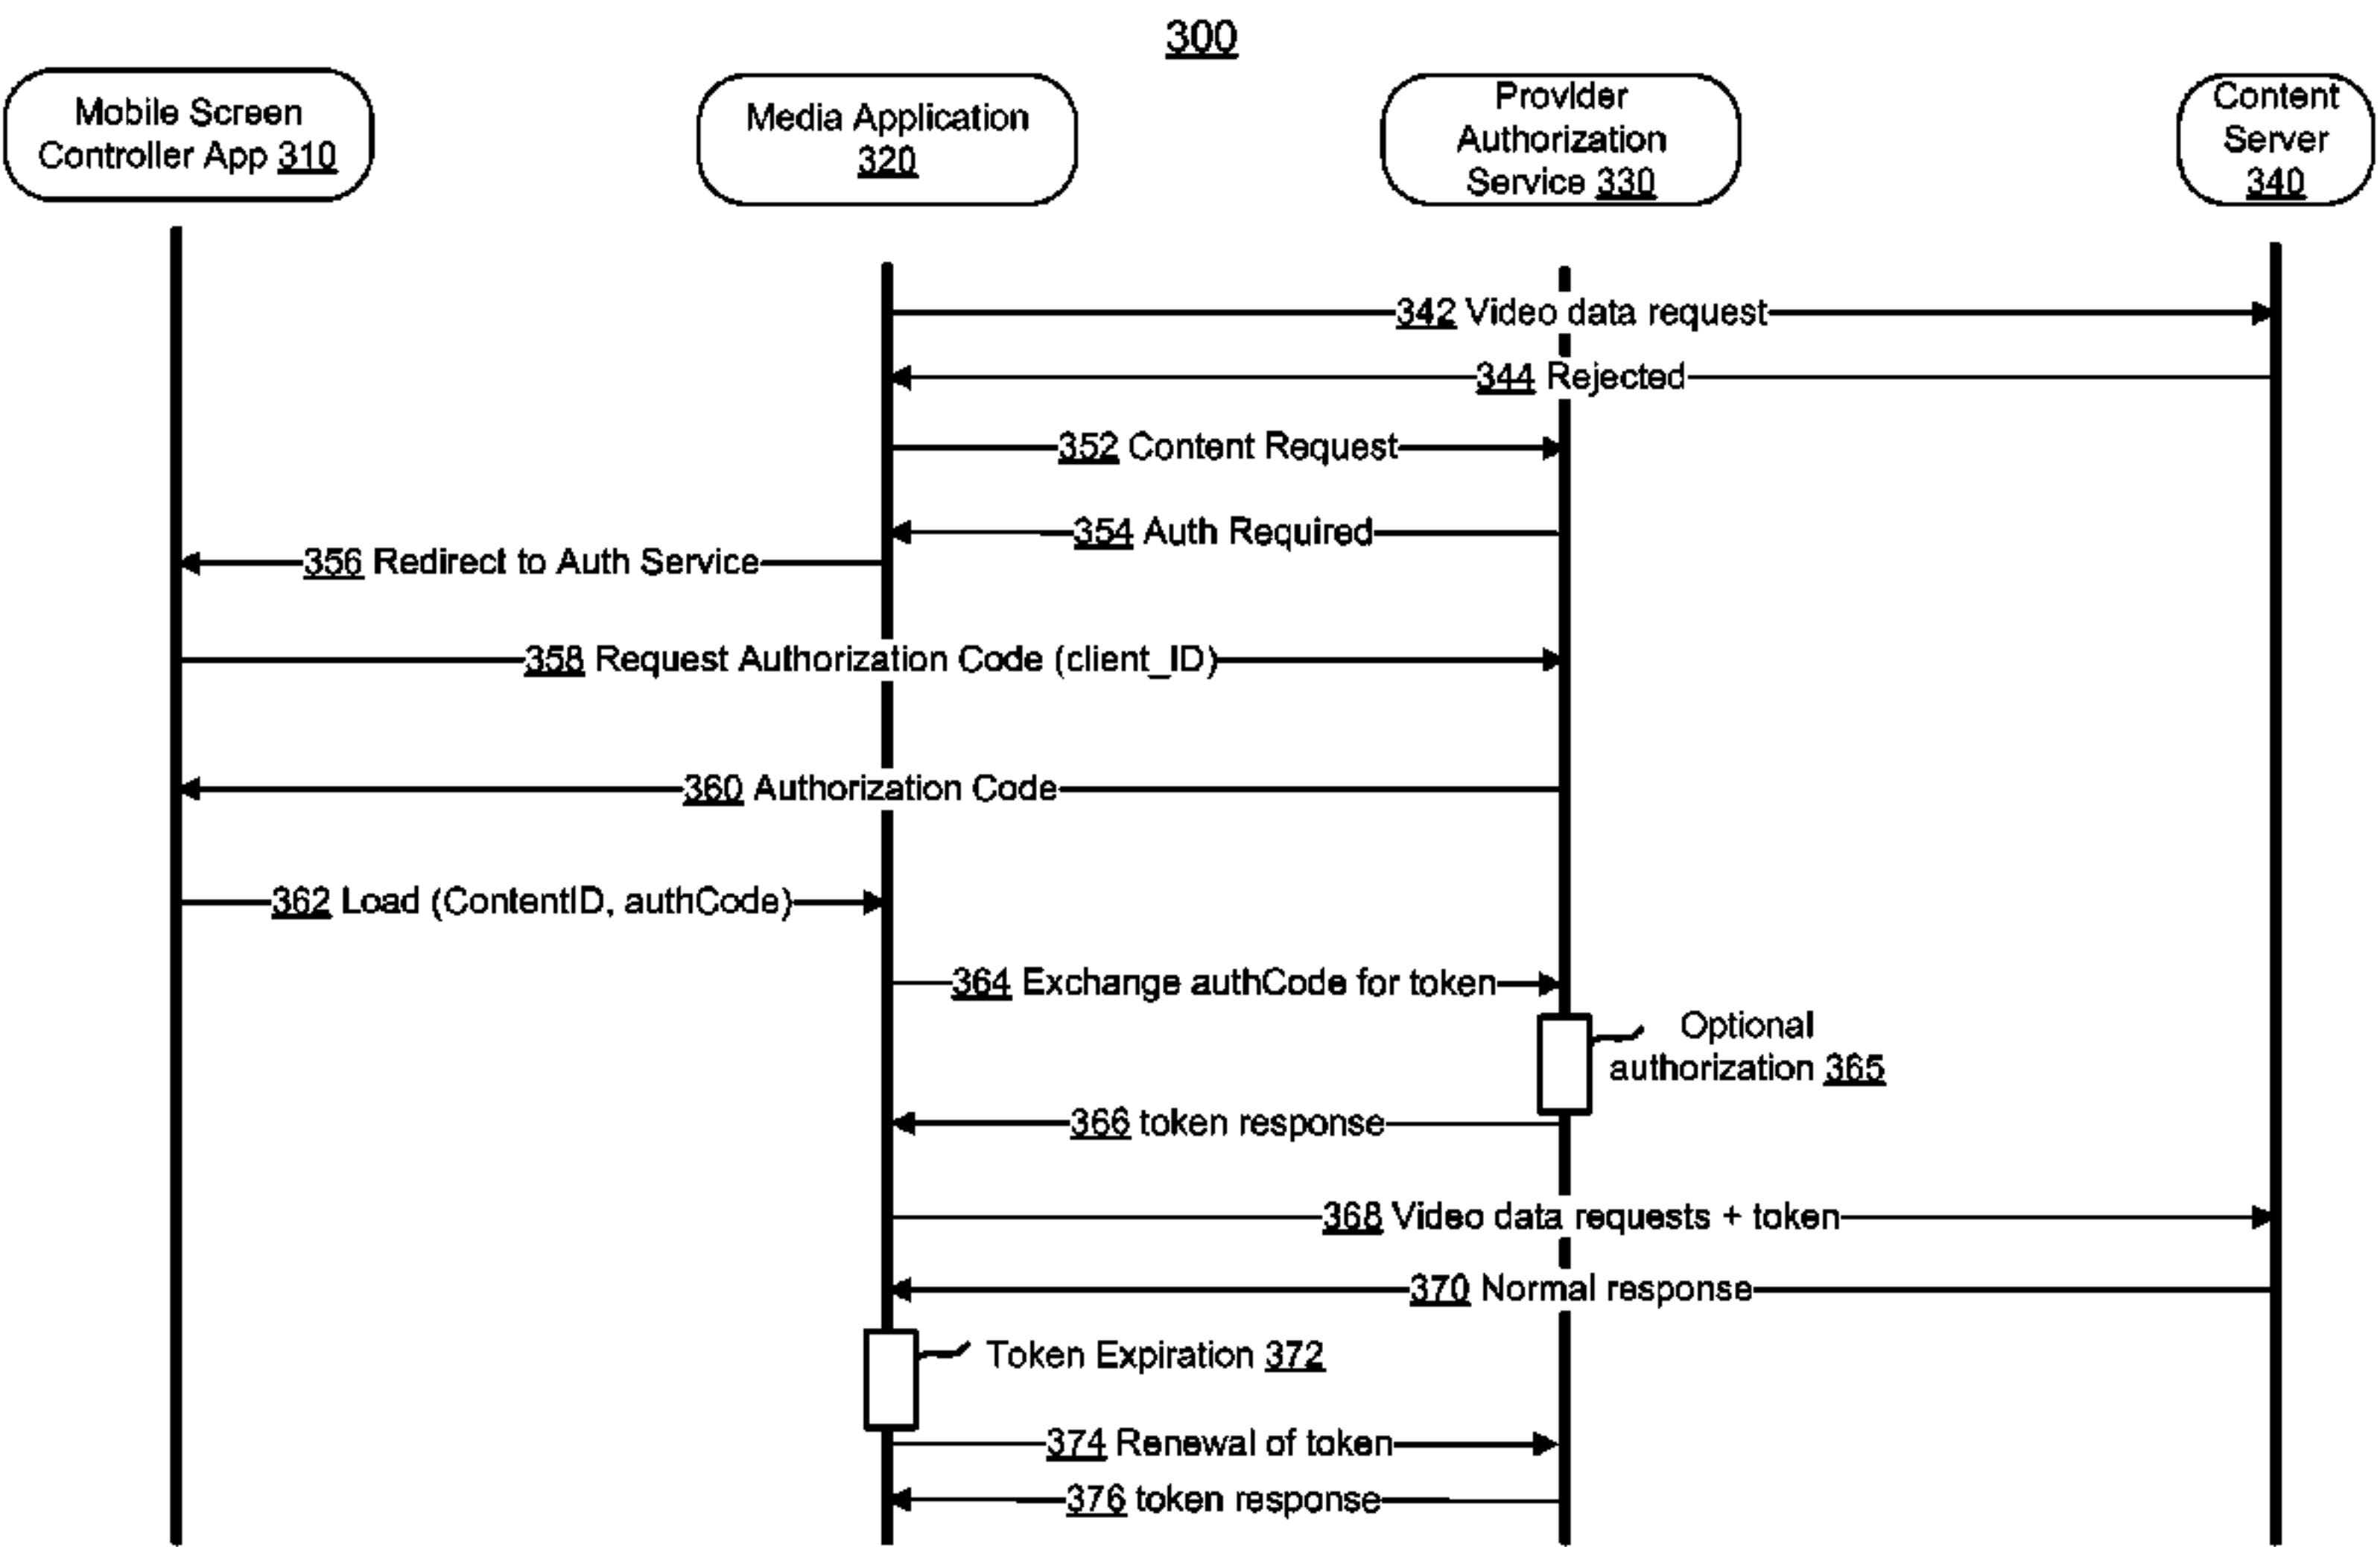 300
Mobile Screen
Controller App 310
Media Application
320
Provider
Authorization
Service 330
Content
Server
340
342 Video data request
344 Rejected
352 Content Request
354 Auth Required
356 Redirect to Auth Service
358 Request Authorization Code (client_ID)
360 Authorization Code
362 Load (ContentID, authCode)
364 Exchange authCode for token
Optional
authorization 365
366 token response
368 Video data requests + token
370 Normal response
Token Expiration 372
374 Renewal of token
376 token response